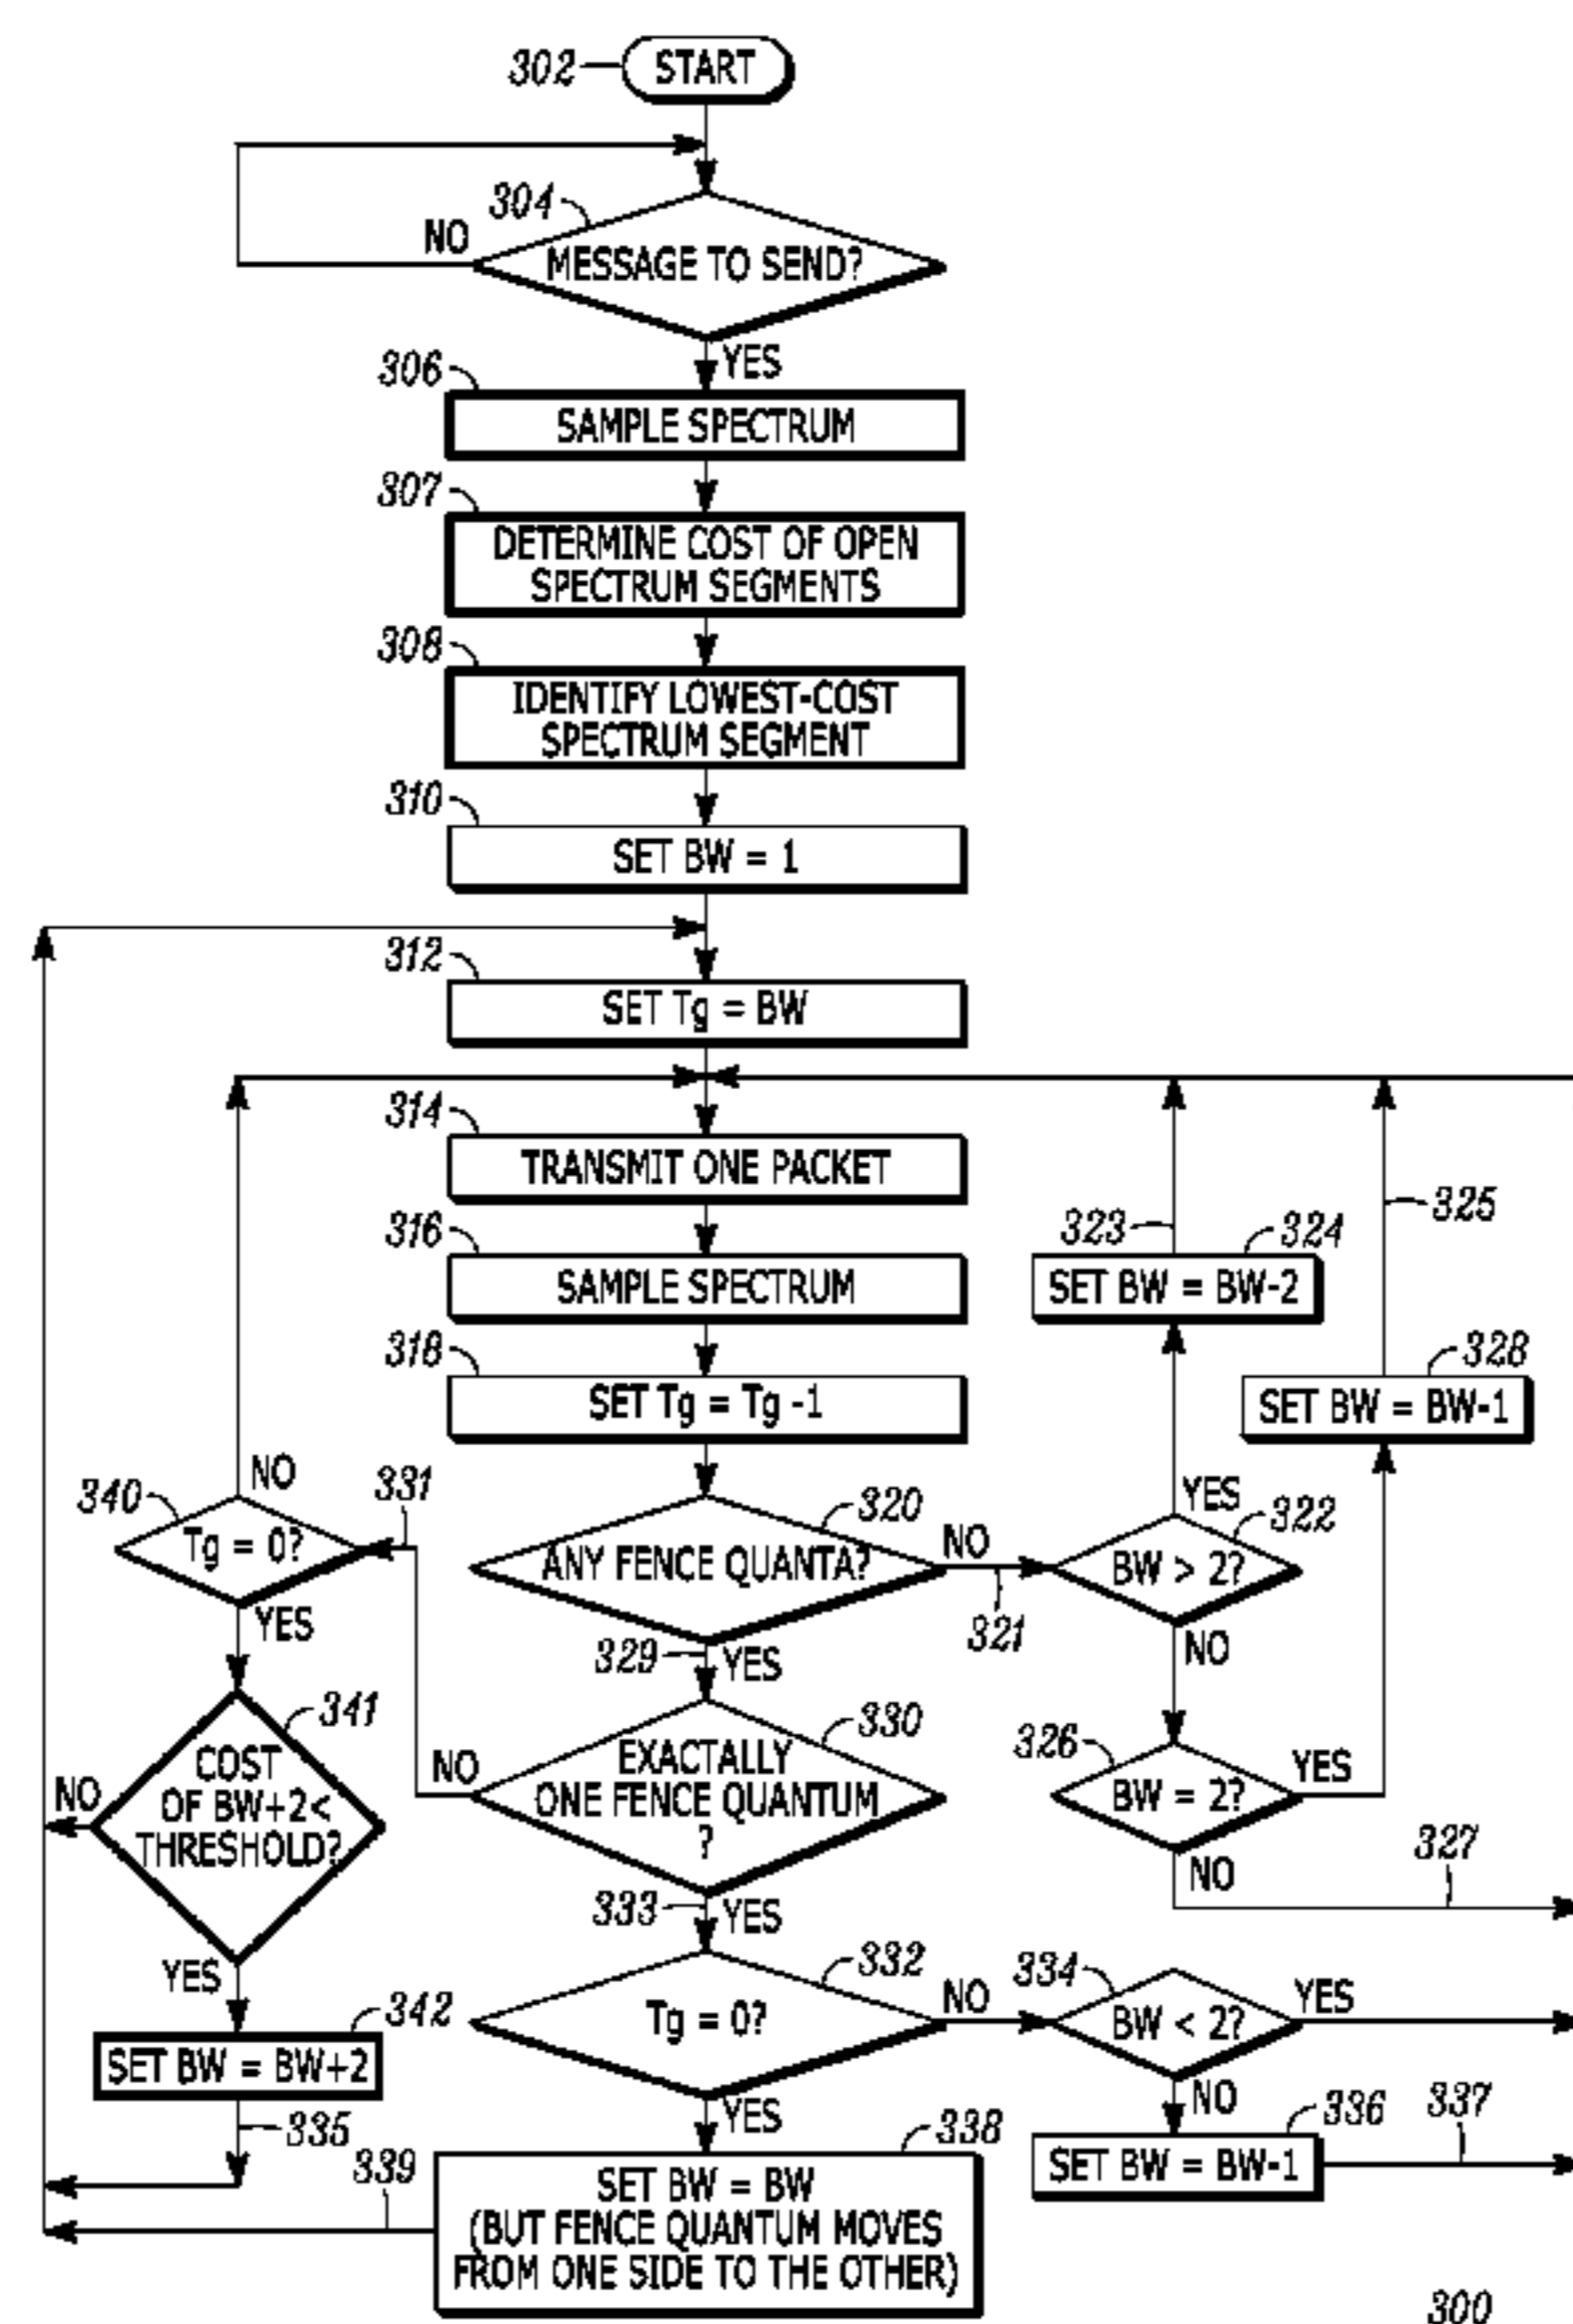 302
START
304
NO
MESSAGE TO SEND?
YES
306
SAMPLE SPECTRUM
307
DETERMINE COST OF OPEN
SPECTRUM SEGMENTS
308
IDENTIFY LOWEST-COST
SPECTRUM SEGMENT
310
SET BW = 1
312
SET Tg = BW
314
TRANSMIT ONE PACKET
316
SAMPLE SPECTRUM
318
SET Tg = Tg -1
323
324
SET BW = BW-2
325
328
SET BW = BW-1
340
NO
Tg = 0?
YES
331
320
ANY FENCE QUANTA?
NO
321
YES
322
BW > 2?
NO
329
YES
330
EXACTALLY
ONE FENCE QUANTUM
?
NO
333
YES
326
BW = 2?
YES
NO
327
341
COST
OF BW+2<
THRESHOLD?
NO
YES
342
SET BW = BW+2
335
332
Tg = 0?
NO
YES
334
BW < 2?
YES
NO
336
SET BW = BW-1
337
339
338
SET BW = BW
(BUT FENCE QUANTUM MOVES
FROM ONE SIDE TO THE OTHER)
300